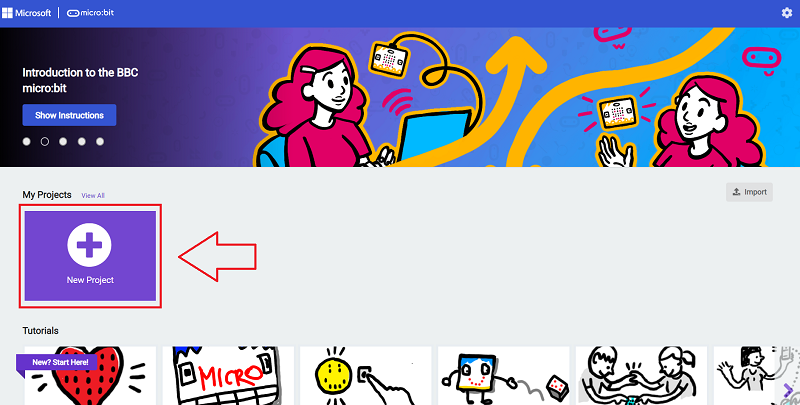 Microsoft micro:bit
Introduction to the BBC
micro:bit
Show Instructions
My Projects View All
Import
New Project
Tutorials
New? Start Here!
MICRO